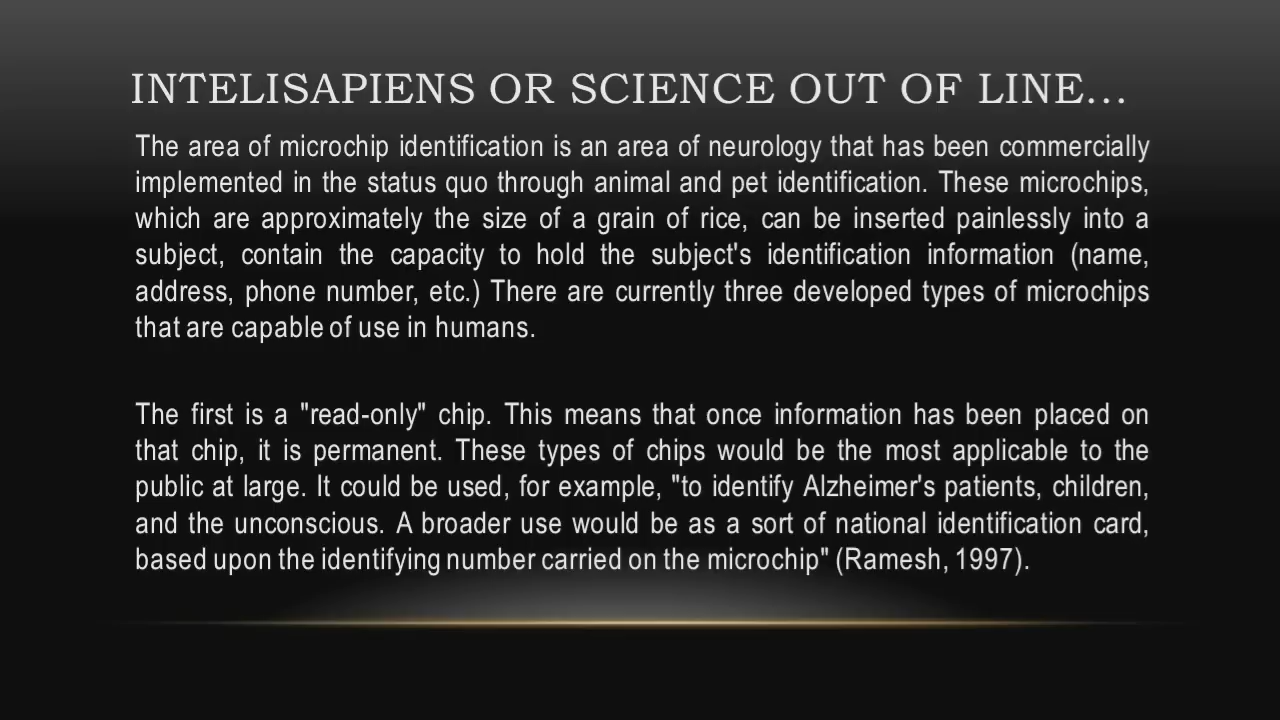 INTELISAPIENS OR SCIENCE OUT OF LINE...
The area of microchip identification is an area of neurology that has been commercially
implemented in the status quo through animal and pet identification. These microchips,
which are approximately the size of a grain of rice, can be inserted painlessly into a
subject, contain the capacity to hold the subject's identification information (name,
address, phone number, etc.) There are currently three developed types of microchips
that are capable of use in humans.
The first is a "read-only" chip. This means that once information has been placed on
that chip, it is permanent. These types of chips would be the most applicable to the
public at large. It could be used, for example, "to identify Alzheimer's patients, children,
and the unconscious. A broader use would be as a sort of national identification card,
based upon the identifying number carried on the microchip" (Ramesh, 1997).